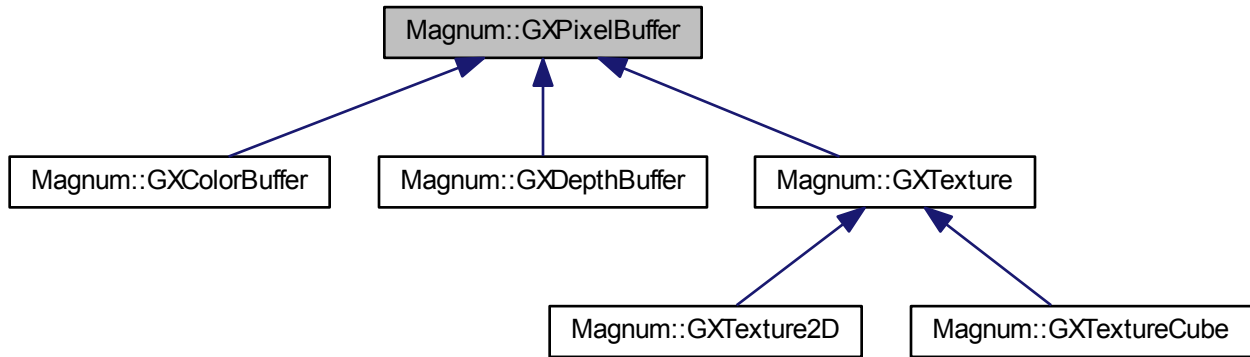 Magnum::GXPixelBuffer
Magnum::GXColorBuffer
Magnum::GXDepthBuffer
Magnum::GXTexture
Magnum::GXTexture2D
Magnum::GXTextureCube